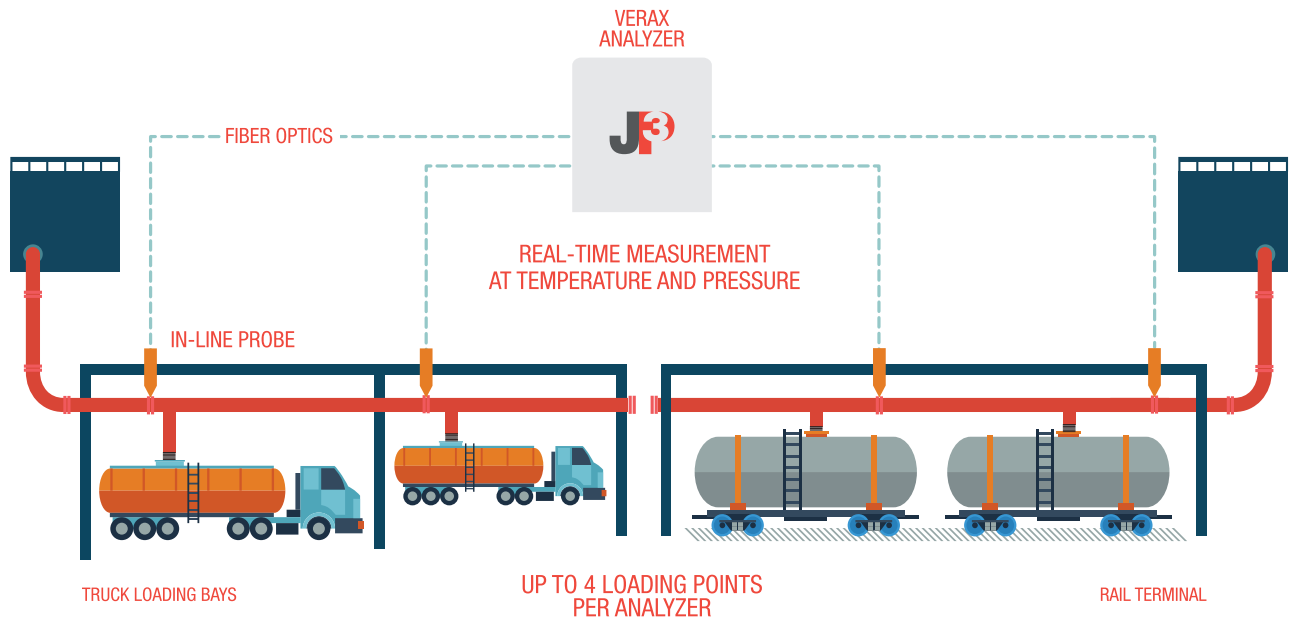 VERAX
ANALYZER
JP3
FIBER OPTICS
REAL-TIME MEASUREMENT
AT TEMPERATURE AND PRESSURE
IN-LINE PROBE
TRUCK LOADING BAYS
UP TO 4 LOADING POINTS
PER ANALYZER
RAIL TERMINAL